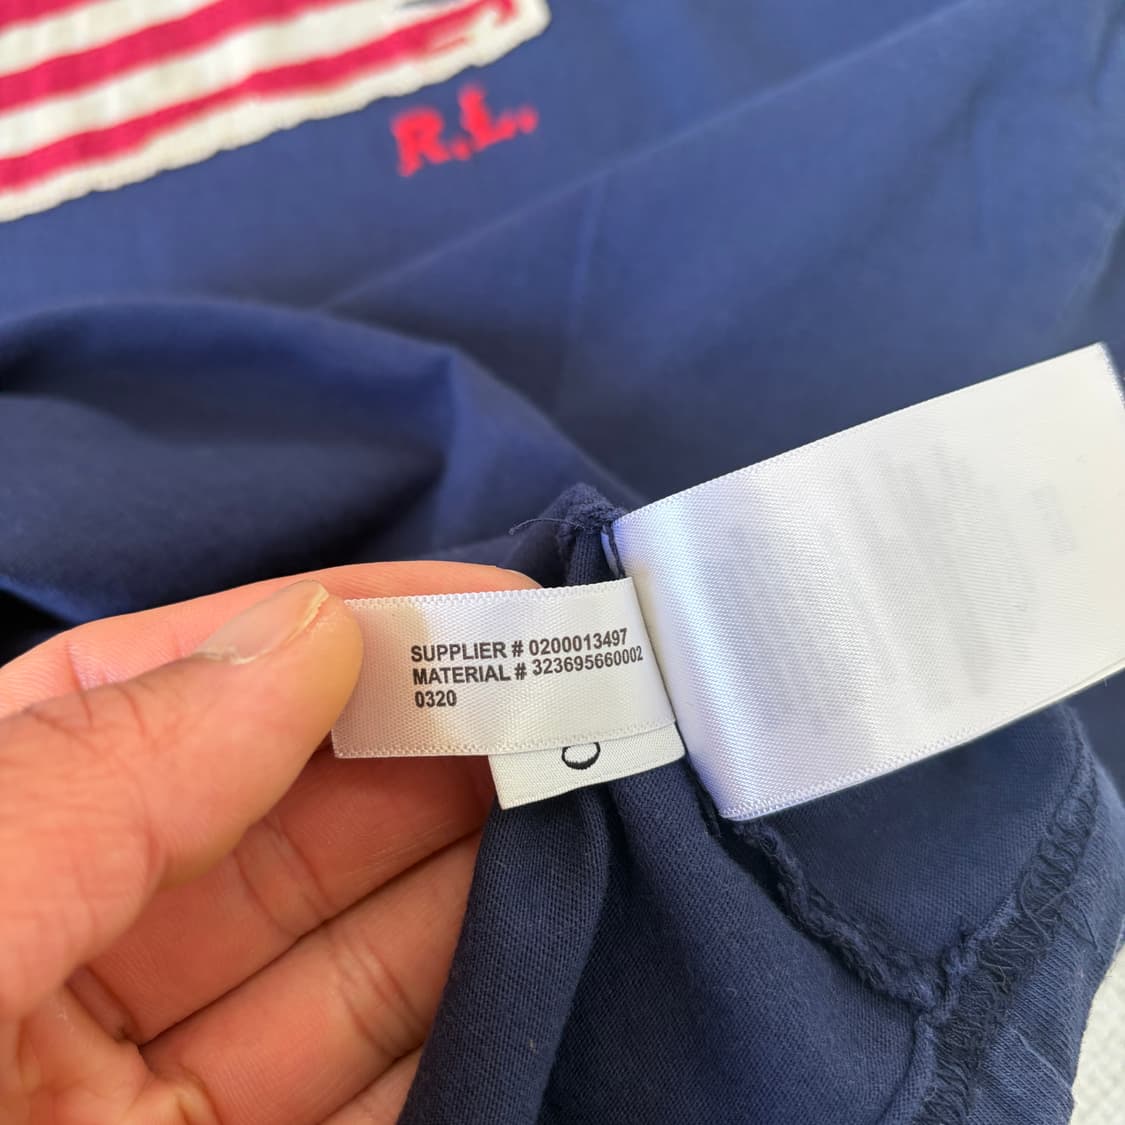 R.L.
SUPPLIER # 0200013497
MATERIAL # 323695660002
0320